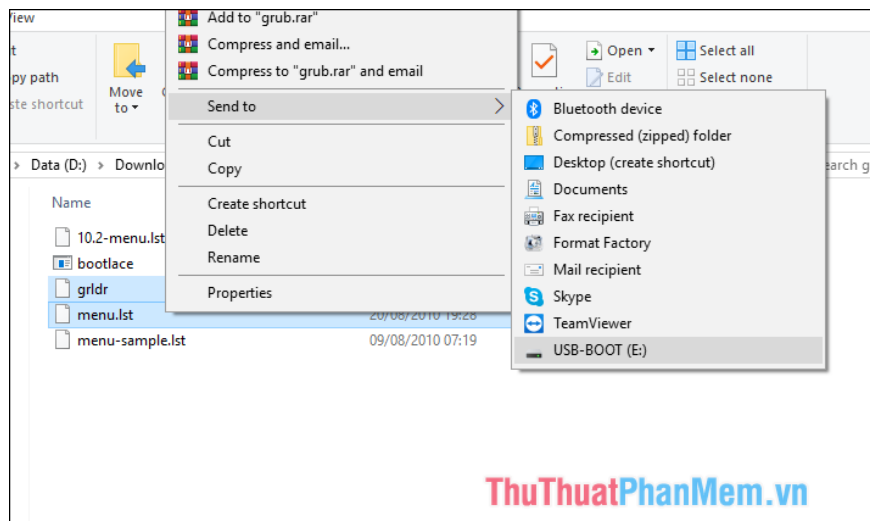 View
Add to "grub.rar"
Compress and email...
Compress to "grub.rar" and email
Send to
Cut
Copy
Create shortcut
Delete
Rename
Properties
path
shortcut
Move
to
Open
Edit
Select all
Select none
Bluetooth device
Compressed (zipped) folder
Desktop (create shortcut)
Documents
Fax recipient
Format Factory
Mail recipient
Skype
TeamViewer
USB-BOOT (E:)
Data (D:)
Name
10.2-menu.lst
bootlace
grldr
menu.lst
20/08/2010 19:28
menu-sample.lst
09/08/2010 07:19
ThuThuatPhanMem.vn